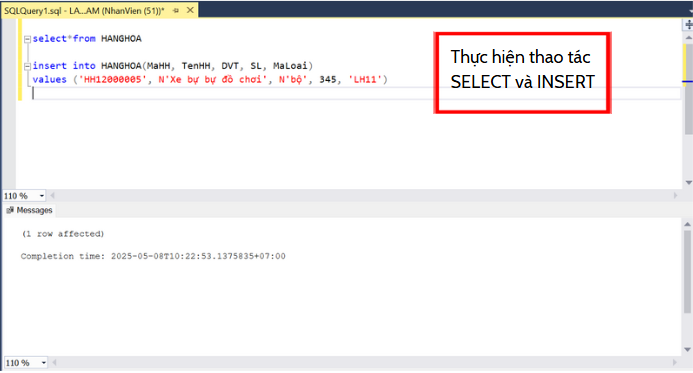 SQLQuery1.sql - LA...AM (NhanVien (51))*
select*from HANGHOA
Thực hiện thao tác
SELECT và INSERT
insert into HANGHOA(MaHH, TenHH, DVT, SL, MaLoai)
values ('HH12000005', N'Xe bự bự đồ chơi', N'bộ', 345, 'LH11')
110 %
Messages
(1 row affected)
Completion time: 2025-05-08T10:22:53.1375835+07:00
110 %